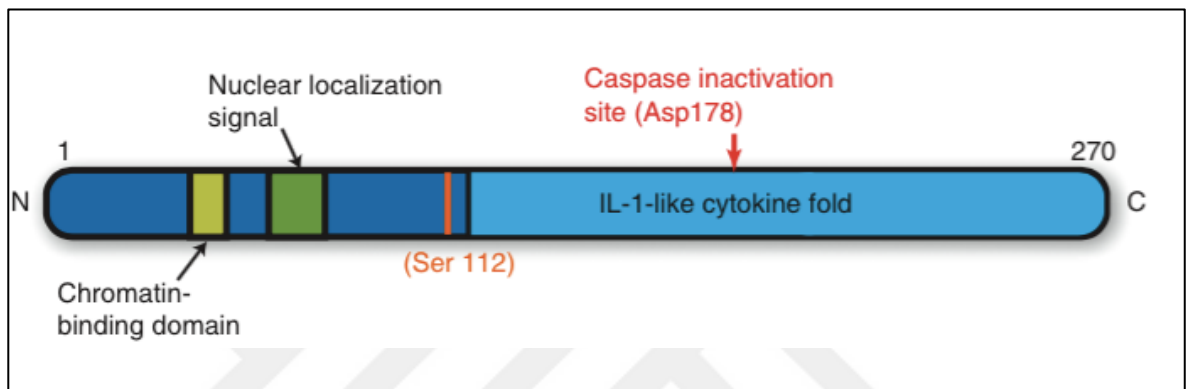 Nuclear localization
signal
Caspase inactivation
site (Asp178)
1
270
N
IL-1-like cytokine fold
C
(Ser 112)
Chromatin-
binding domain